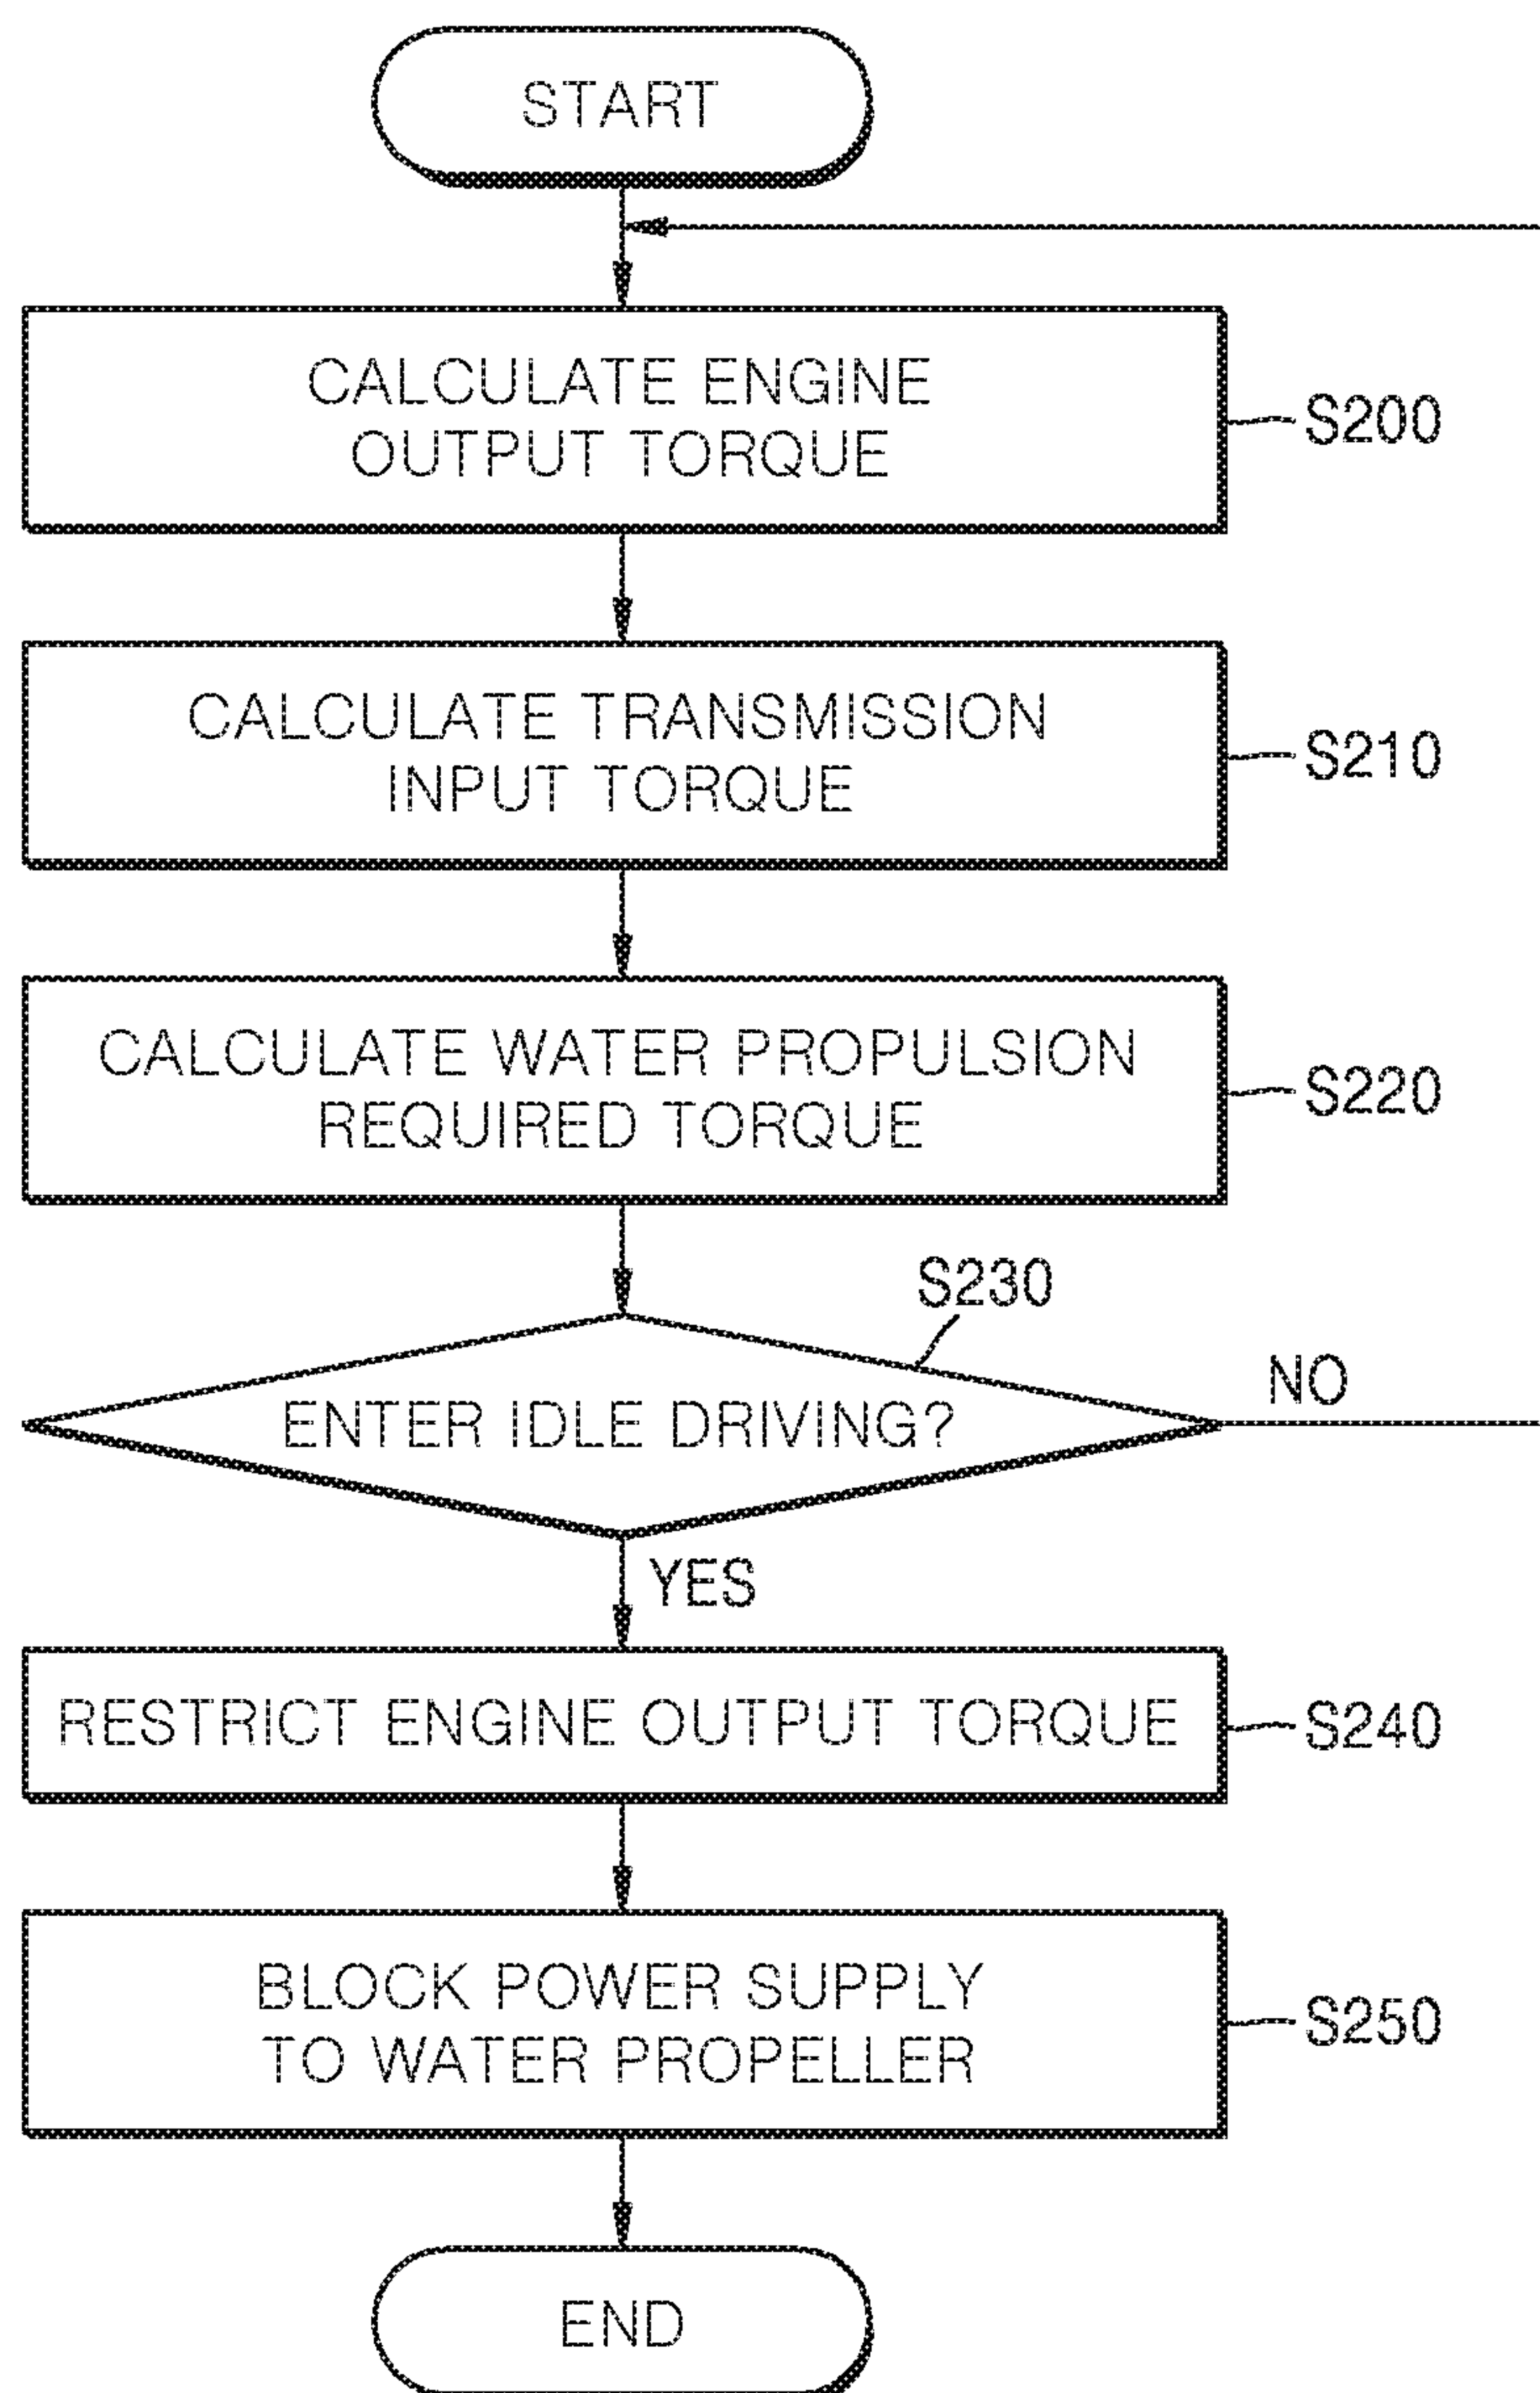 START
CALCULATE ENGINE
OUTPUT TORQUE
S200
CALCULATE TRANSMISSION
INPUT TORQUE
S210
CALCULATE WATER PROPULSION
REQUIRED TORQUE
S220
S230
ENTER IDLE DRIVING?
NO
YES
RESTRICT ENGINE OUTPUT TORQUE
S240
BLOCK POWER SUPPLY
TO WATER PROPELLER
S250
END